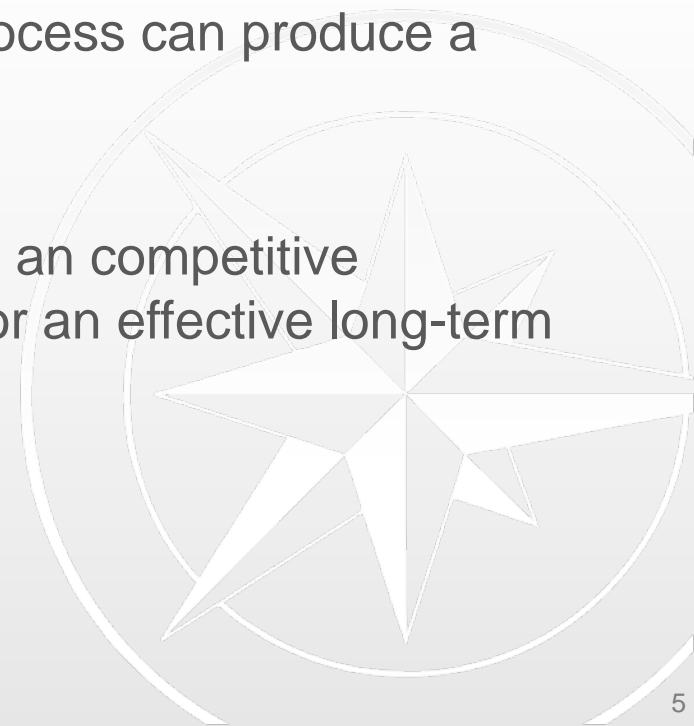 ocess can produce a
an competitive
or an effective long-term
5